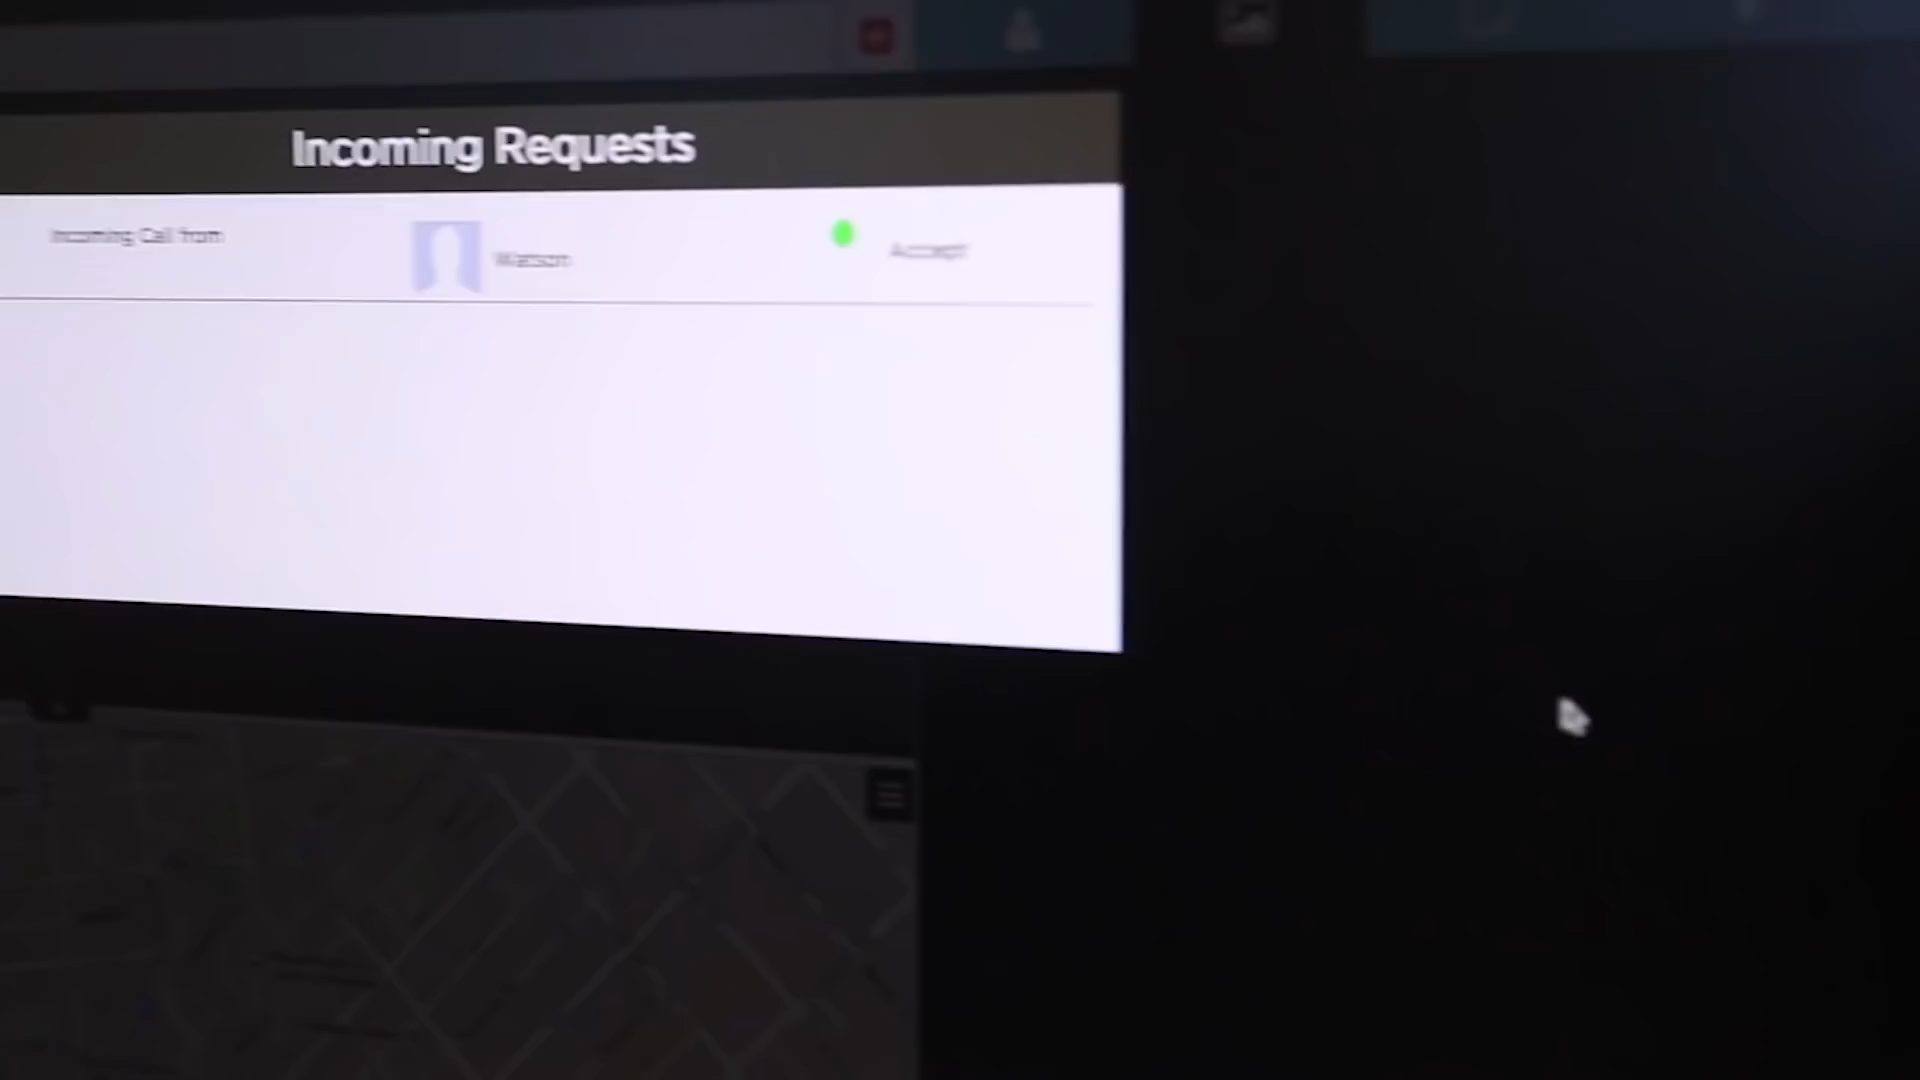 Incoming Requests
Incoming Call from
Watson
Accept